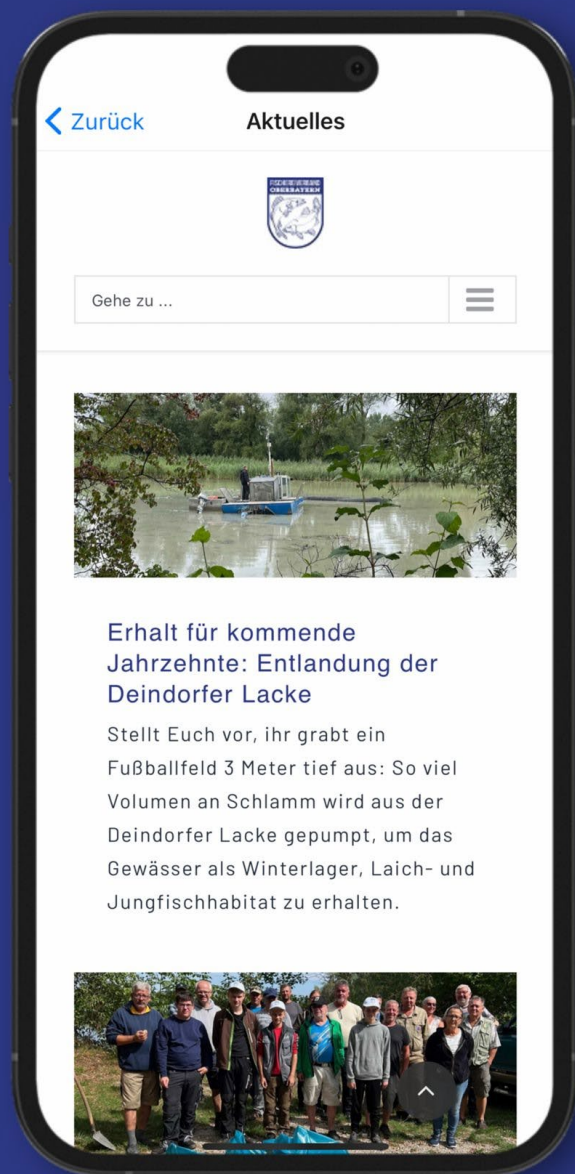 Zurück
Aktuelles
FISCHEREIVERBAND
OBERBAYERN
Gehe zu ...
Erhalt für kommende
Jahrzehnte: Entlandung der
Deindorfer Lacke
Stellt Euch vor, ihr grabt ein
Fußballfeld 3 Meter tief aus: So viel
Volumen an Schlamm wird aus der
Deindorfer Lacke gepumpt, um das
Gewässer als Winterlager, Laich- und
Jungfischhabitat zu erhalten.